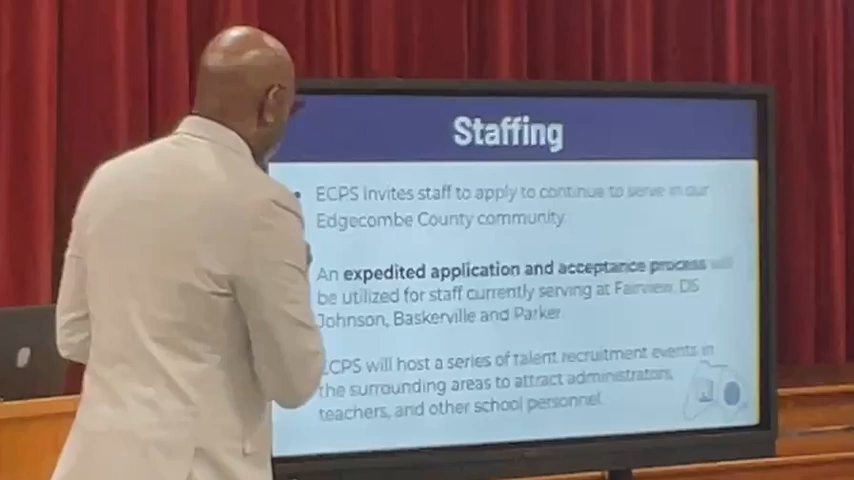 Staffing
ECPS invites staff to apply to continue to serve in our
Edgecombe County community.
An expedited application and acceptance process will
be utilized for staff currently serving at Fairview, DS
Johnson, Baskerville and Parker.
ECPS will host a series of talent recruitment events in
the surrounding areas to attract administrators,
teachers, and other school personnel.